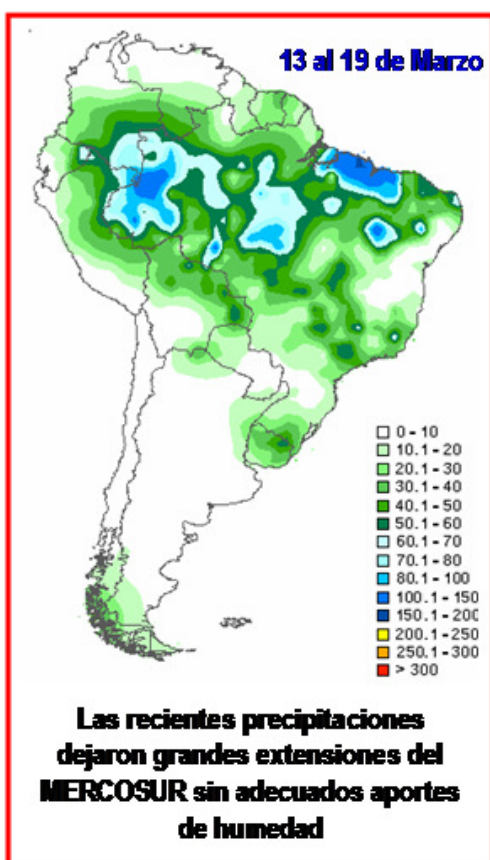 13 al 19 de Marzo
0 - 10
10.1 - 20
20.1 - 30
30.1 - 40
40.1 - 50
50.1 - 60
60.1 - 70
70.1 - 80
80.1 - 100
100.1 - 150
150.1 - 200
200.1 - 250
250.1 - 300
> 300
Las recientes precipitaciones
dejaron grandes extensiones del
MERCOSUR sin adecuados aportes
de humedad